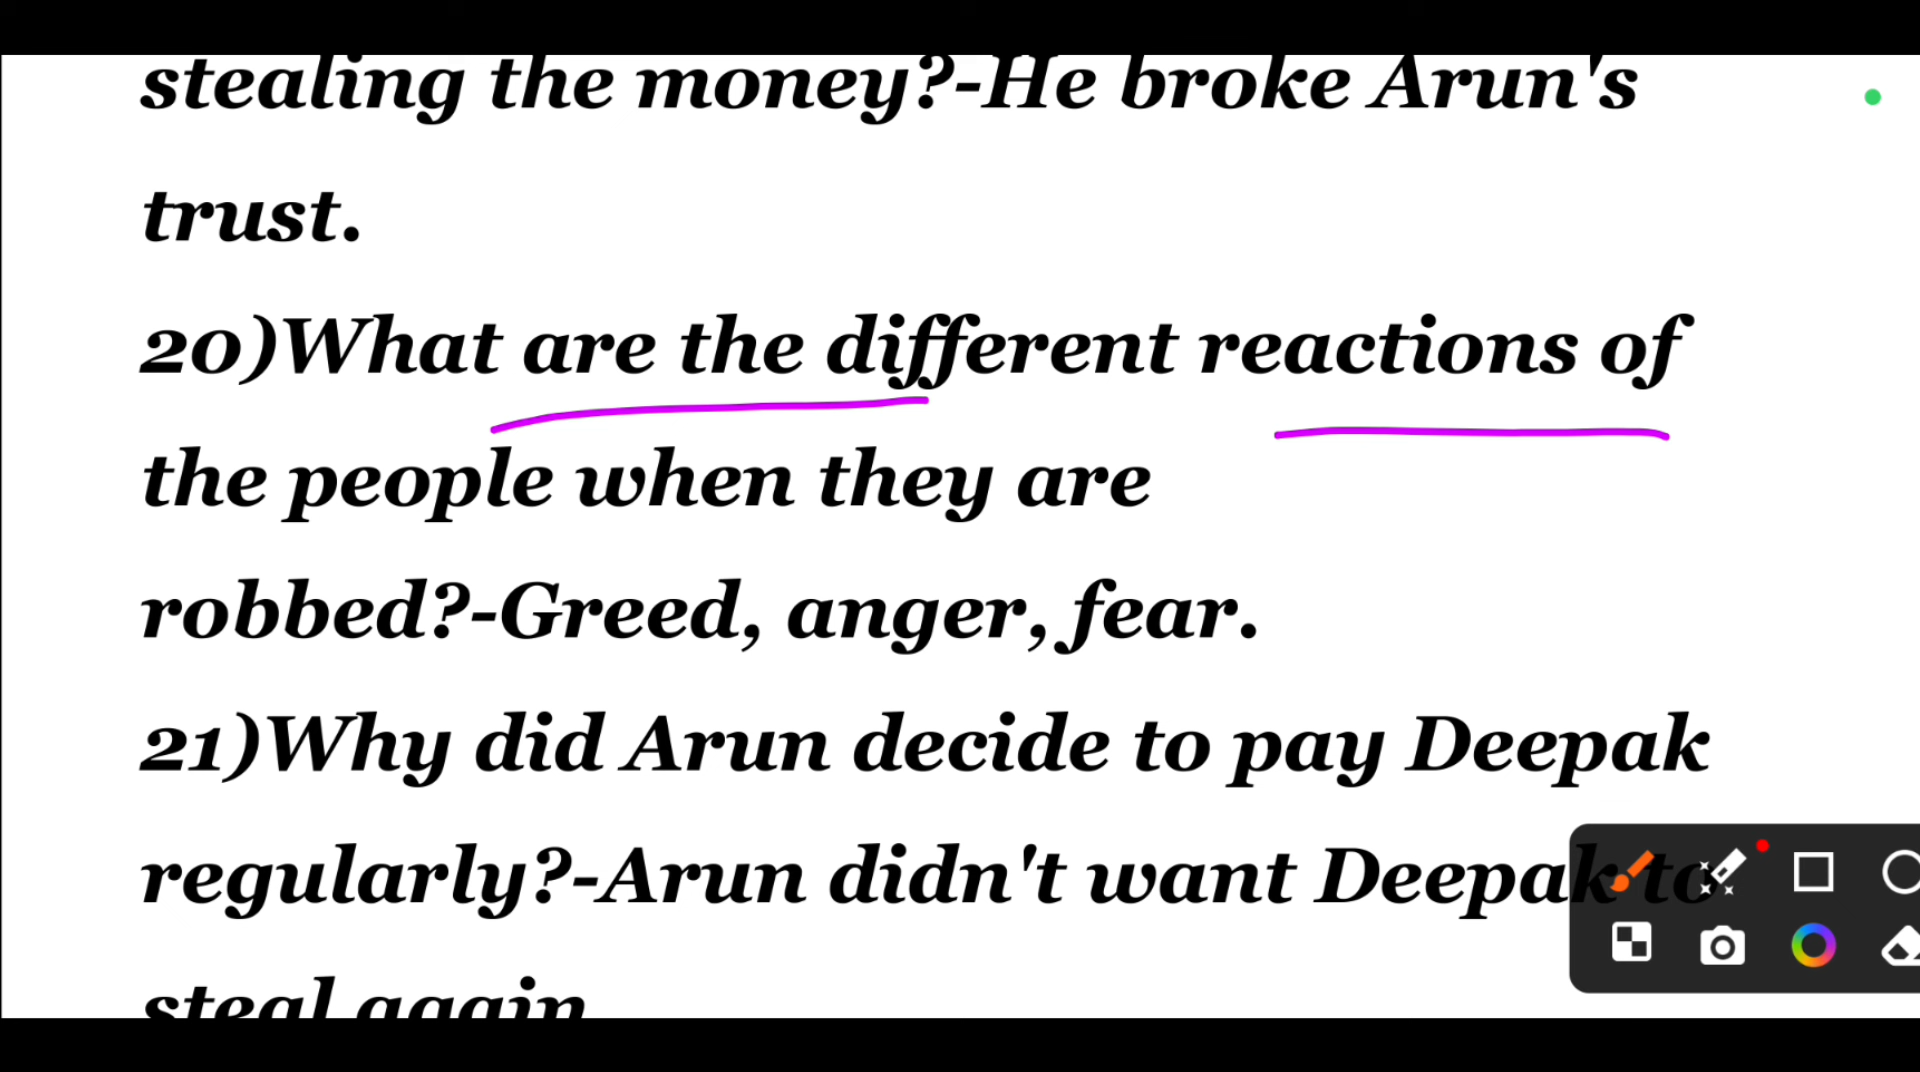 stealing the money?-He broke Arun's
trust.
20)What are the different reactions of
the people when they are
robbed?-Greed, anger, fear.
21)Why did Arun decide to pay Deepak
regularly?-Arun didn't want Deepak to
steal again